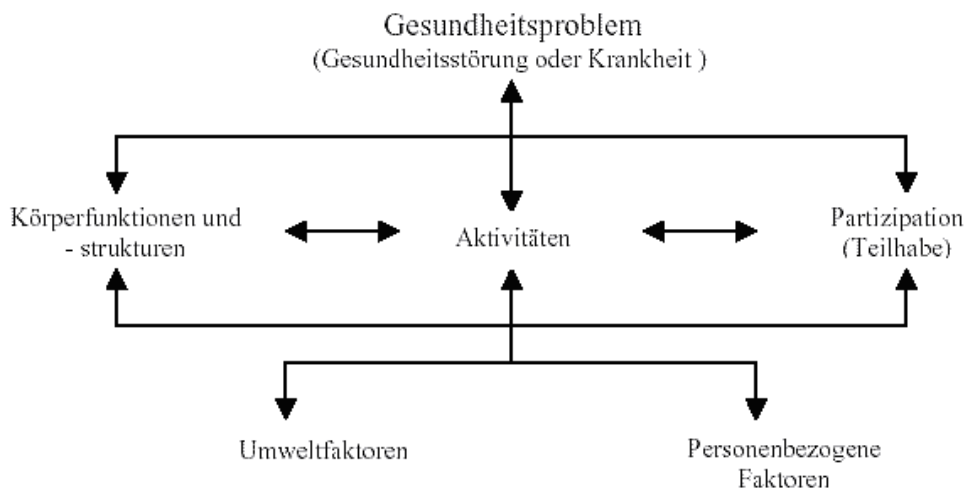 Gesundheitsproblem
(Gesundheitsstörung oder Krankheit )
Körperfunktionen und
- strukturen
Aktivitäten
Partizipation
(Teilhabe)
Umweltfaktoren
Personenbezogene
Faktoren